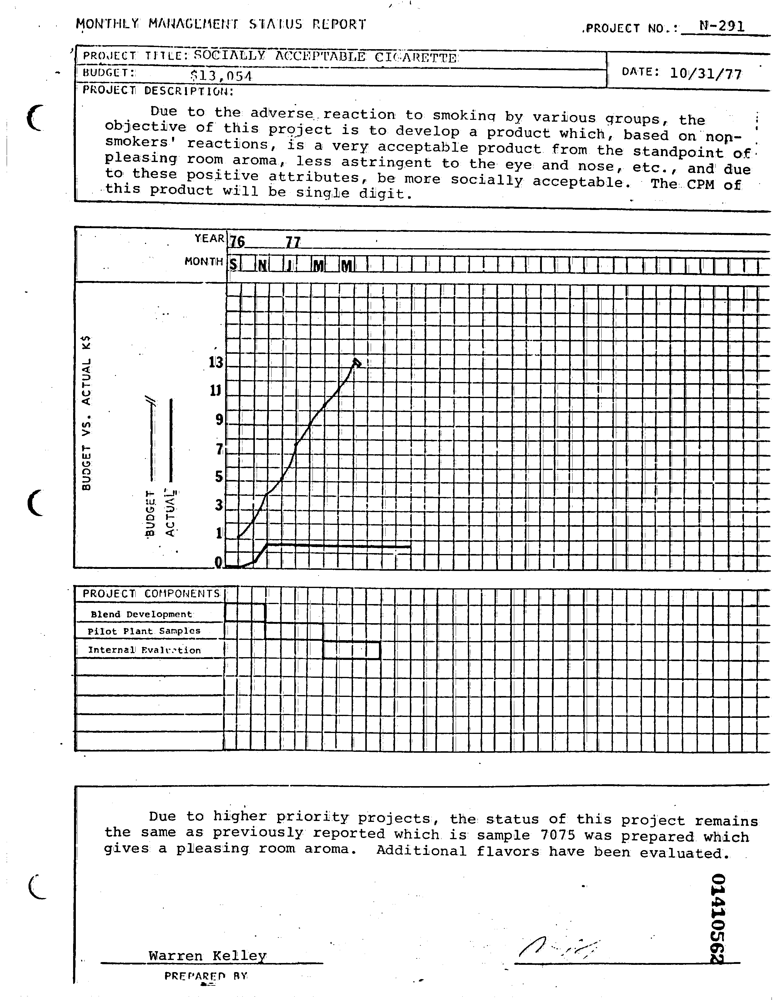 MONTHLY MANAGEMENT STATUS REPORT
PROJECT NO.: N-291
PROJECT TITLE: SOCIALLY ACCEPTABLE CIGARETTE
BUDGET: $13,054
DATE: 10/31/77
PROJECT DESCRIPTION:
Due to the adverse reaction to smoking by various groups, the
objective of this project is to develop a product which, based on non-
smokers' reactions, is a very acceptable product from the standpoint of
pleasing room aroma, less astringent to the eye and nose, etc., and due
to these positive attributes, be more socially acceptable. The CPM of
this product will be single digit.
YEAR 76 77
MONTH S N J M M
BUDGET VS. ACTUAL K$
BUDGET
ACTUAL
13
11
9
7
5
3
1
0
PROJECT COMPONENTS
Blend Development
Pilot Plant Samples
Internal Evaluation
Due to higher priority projects, the status of this project remains
the same as previously reported which is sample 7075 was prepared which
gives a pleasing room aroma. Additional flavors have been evaluated.
01410562
Warren Kelley
PREPARED BY